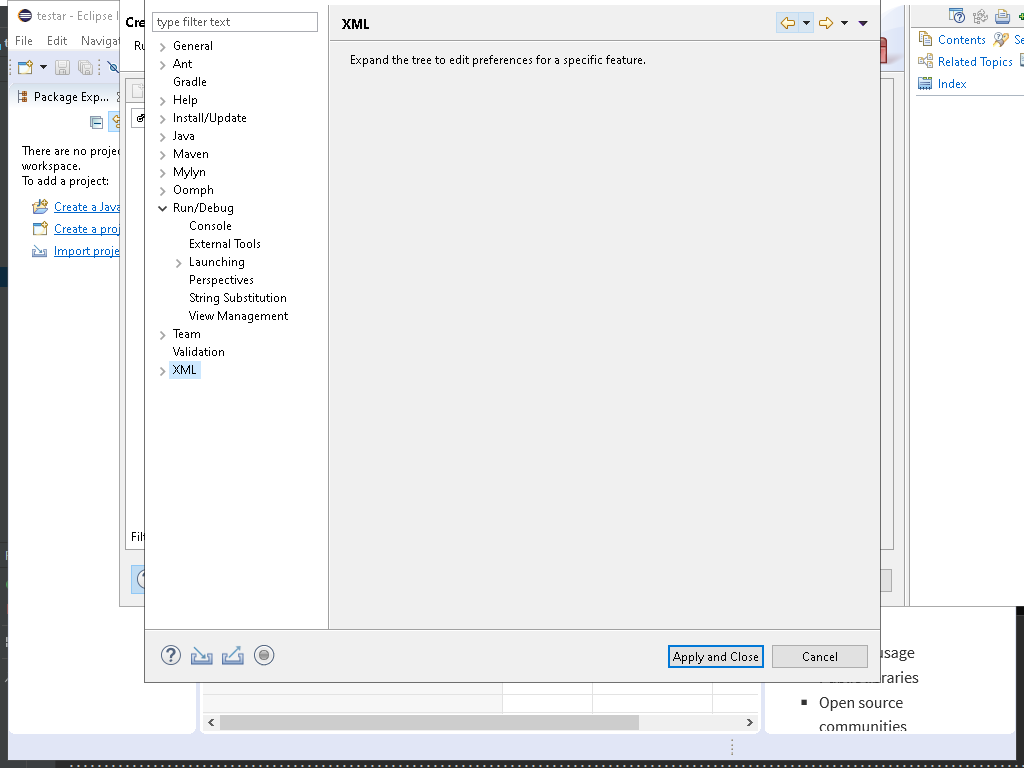 testar - Eclipse I
File Edit Navigat
Package Exp...
There are no proje
workspace.
To add a project:
Create a Java
Create a proj
Import proje
Cre
Ru
Filt
type filter text
General
Ant
Gradle
Help
Install/Update
Java
Maven
Mylyn
Oomph
Run/Debug
Console
External Tools
Launching
Perspectives
String Substitution
View Management
Team
Validation
XML
XML
Expand the tree to edit preferences for a specific feature.
Apply and Close
Cancel
Contents
Se
Related Topics
Index
usage
Open source
communities